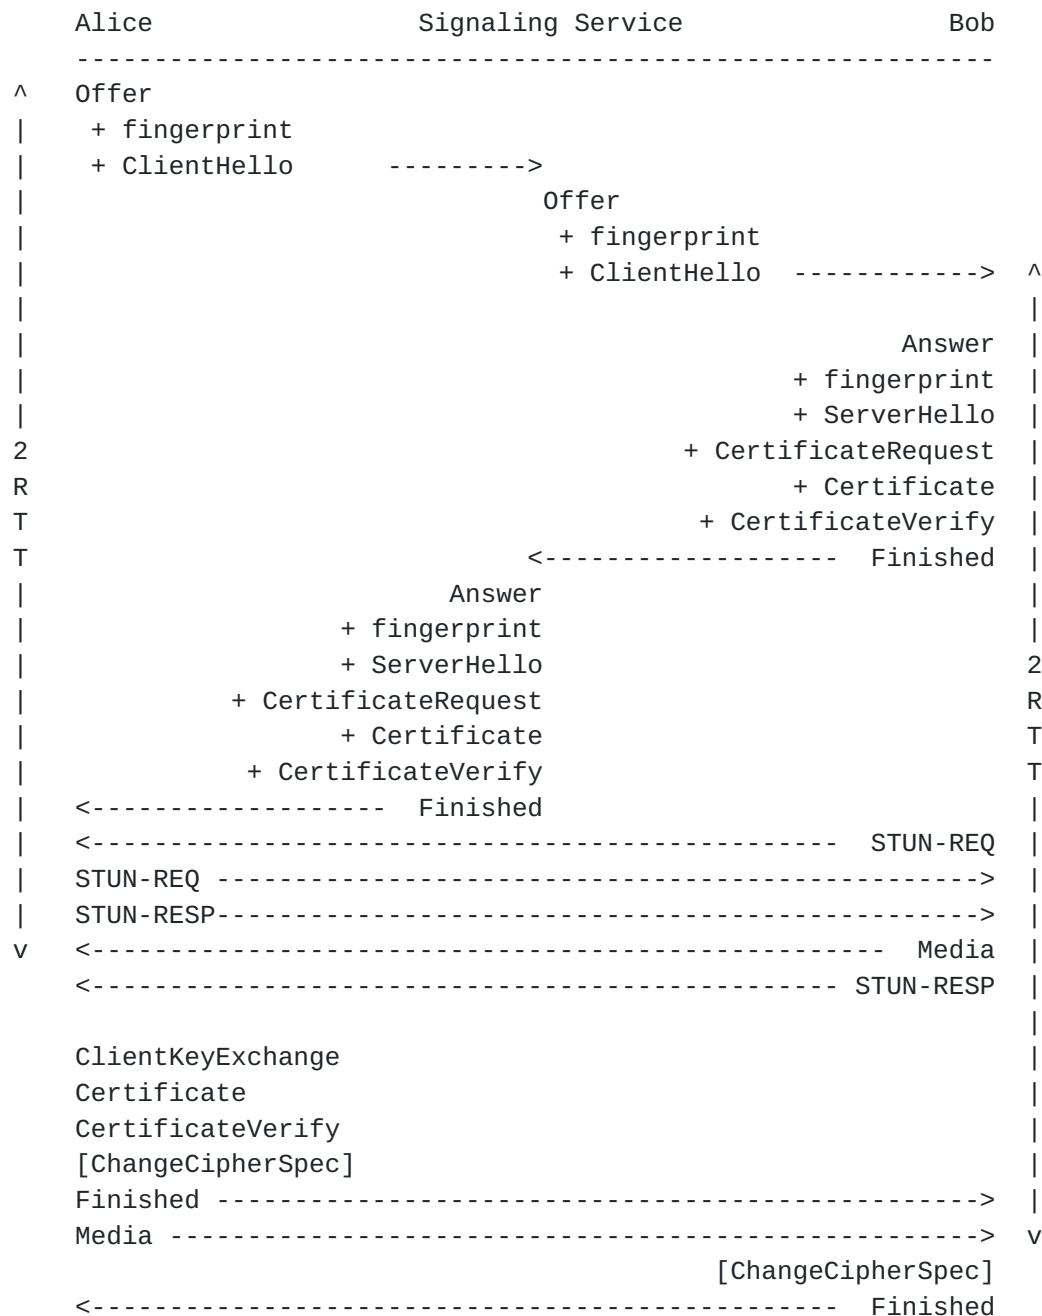 Alice                 Signaling Service                 Bob
    -----------------------------------------------------------
^   Offer
|    + fingerprint
|    + ClientHello      --------->
|                                 Offer
|                                  + fingerprint
|                                  + ClientHello  ------------>  ^
|                                                                |
|                                                        Answer  |
|                                                 + fingerprint  |
|                                                 + ServerHello  |
2                                          + CertificateRequest  |
R                                                 + Certificate  |
T                                           + CertificateVerify  |
T                                <-------------------  Finished  |
|                           Answer                               |
|                    + fingerprint                               |
|                    + ServerHello                               2
|             + CertificateRequest                               R
|                    + Certificate                               T
|              + CertificateVerify                               T
|   <-------------------  Finished                               |
|   <------------------------------------------------  STUN-REQ  |
|   STUN-REQ ------------------------------------------------->  |
|   STUN-RESP------------------------------------------------->  |
v   <---------------------------------------------------  Media  |
    <------------------------------------------------ STUN-RESP  |
                                                                 |
    ClientKeyExchange                                            |
    Certificate                                                  |
    CertificateVerify                                            |
    [ChangeCipherSpec]                                           |
    Finished -------------------------------------------------->  |
    Media ---------------------------------------------------->  v
                                             [ChangeCipherSpec]
    <------------------------------------------------  Finished